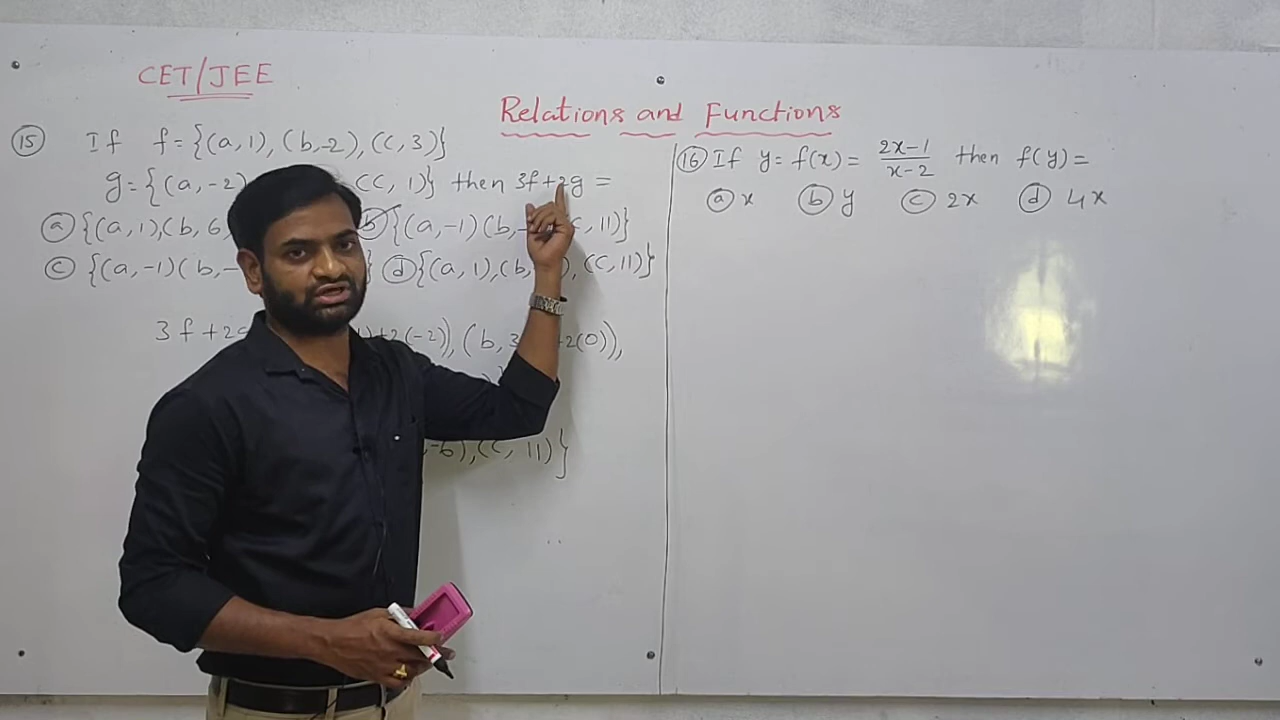 CET/JEE
Relations and Functions
15 If f={(a,1),(b,-2),(c,3)}
g={(a,-2) (c, 1)} then 3f+2g =
a {(a,1),(b,6, b {(a,-1)(b,- c,11)}
c {(a,-1)(b,- } d {(a,1),(b, ),(c,11)}
3f+2g +2(-2)),(b,3 +2(0)),
),(c, 11)}
16 If y=f(x)= 2x-1/x-2 then f(y)=
a x b y c 2x d 4x